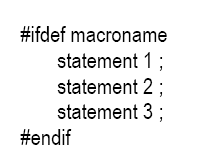 #ifdef macroname
statement 1 ;
statement 2 ;
statement 3 ;
#endif